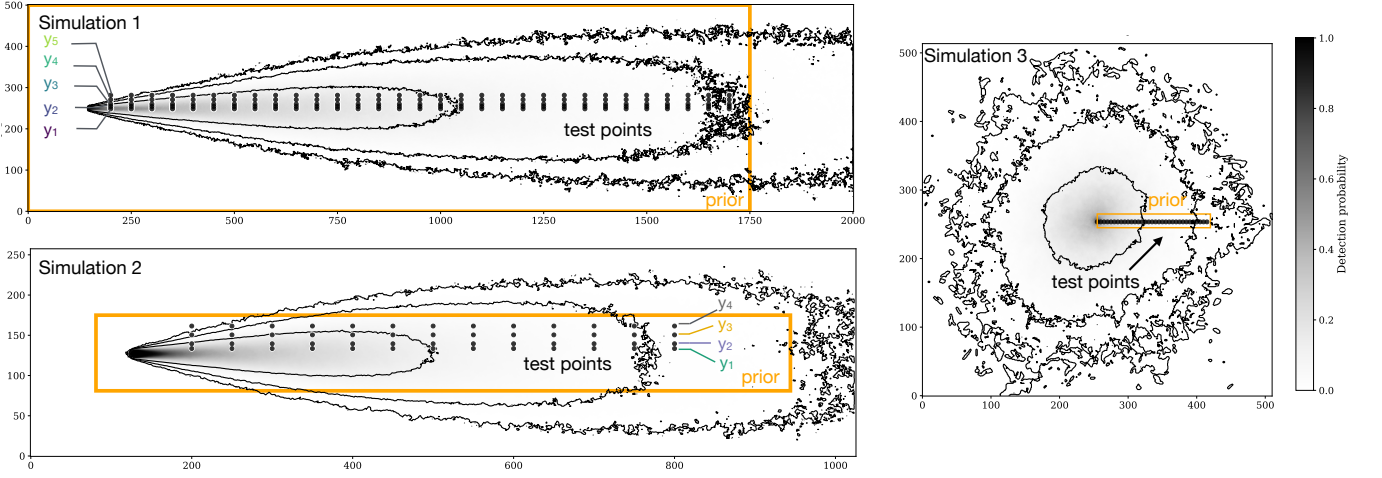 Simulation 1
500
400
300
200
100
0
y5
y4
y3
y2
y1
test points
prior
250
500
750
1000
1250
1500
1750
2000
Simulation 2
250
200
150
100
50
0
y4
y3
y2
y1
test points
prior
0
200
400
600
800
1000
Simulation 3
500
400
300
200
100
0
prior
test points
0
100
200
300
400
500
1.0
0.8
0.6
0.4
0.2
0.0
Detection probability